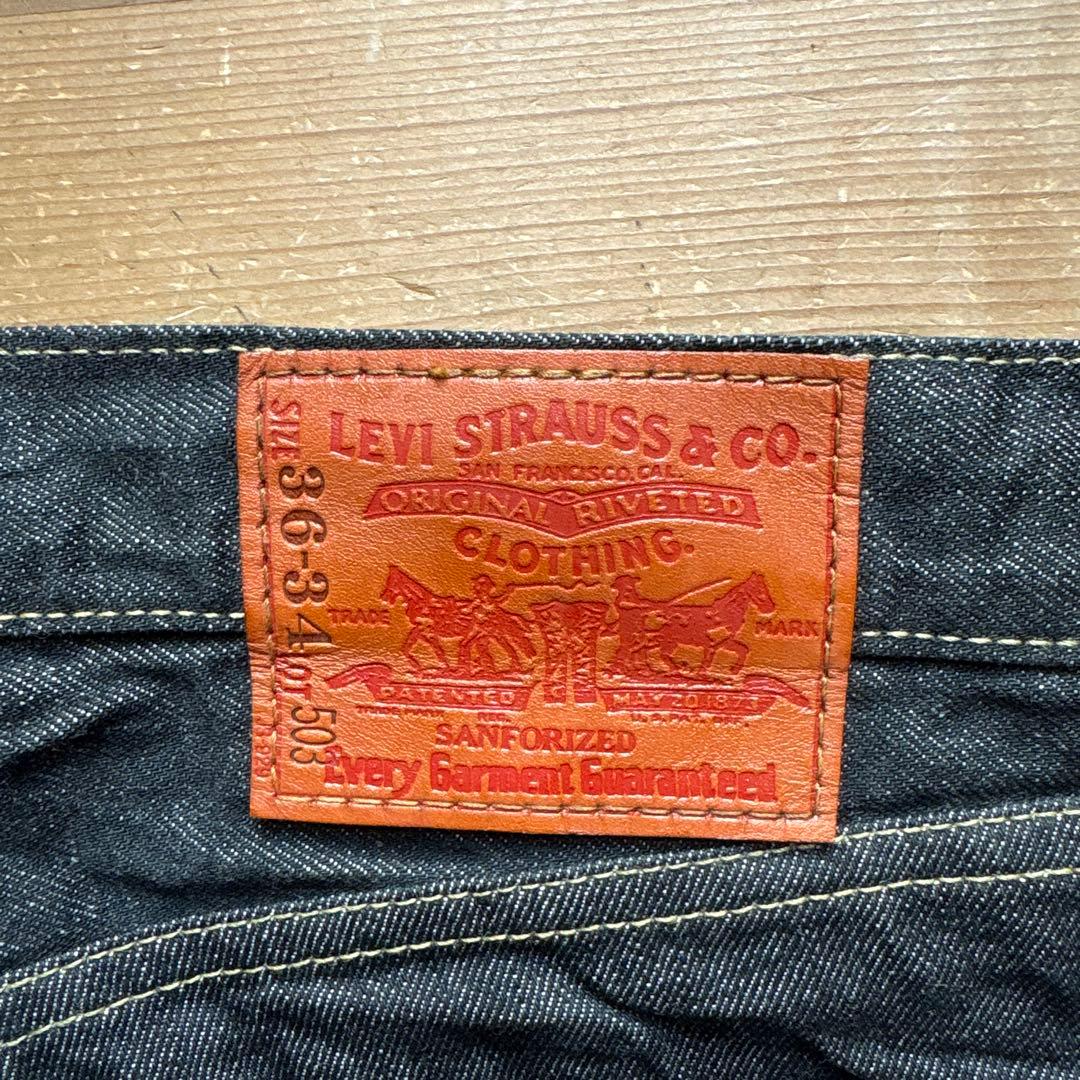 LEVI STRAUSS & CO.
SAN FRANCISCO, CAL.
ORIGINAL RIVETED
CLOTHING.
TRADE MARK
PATENTED MAY 20 1873
SANFORIZED
Every Garment Guaranteed
SIZE 36-34
LOT 503